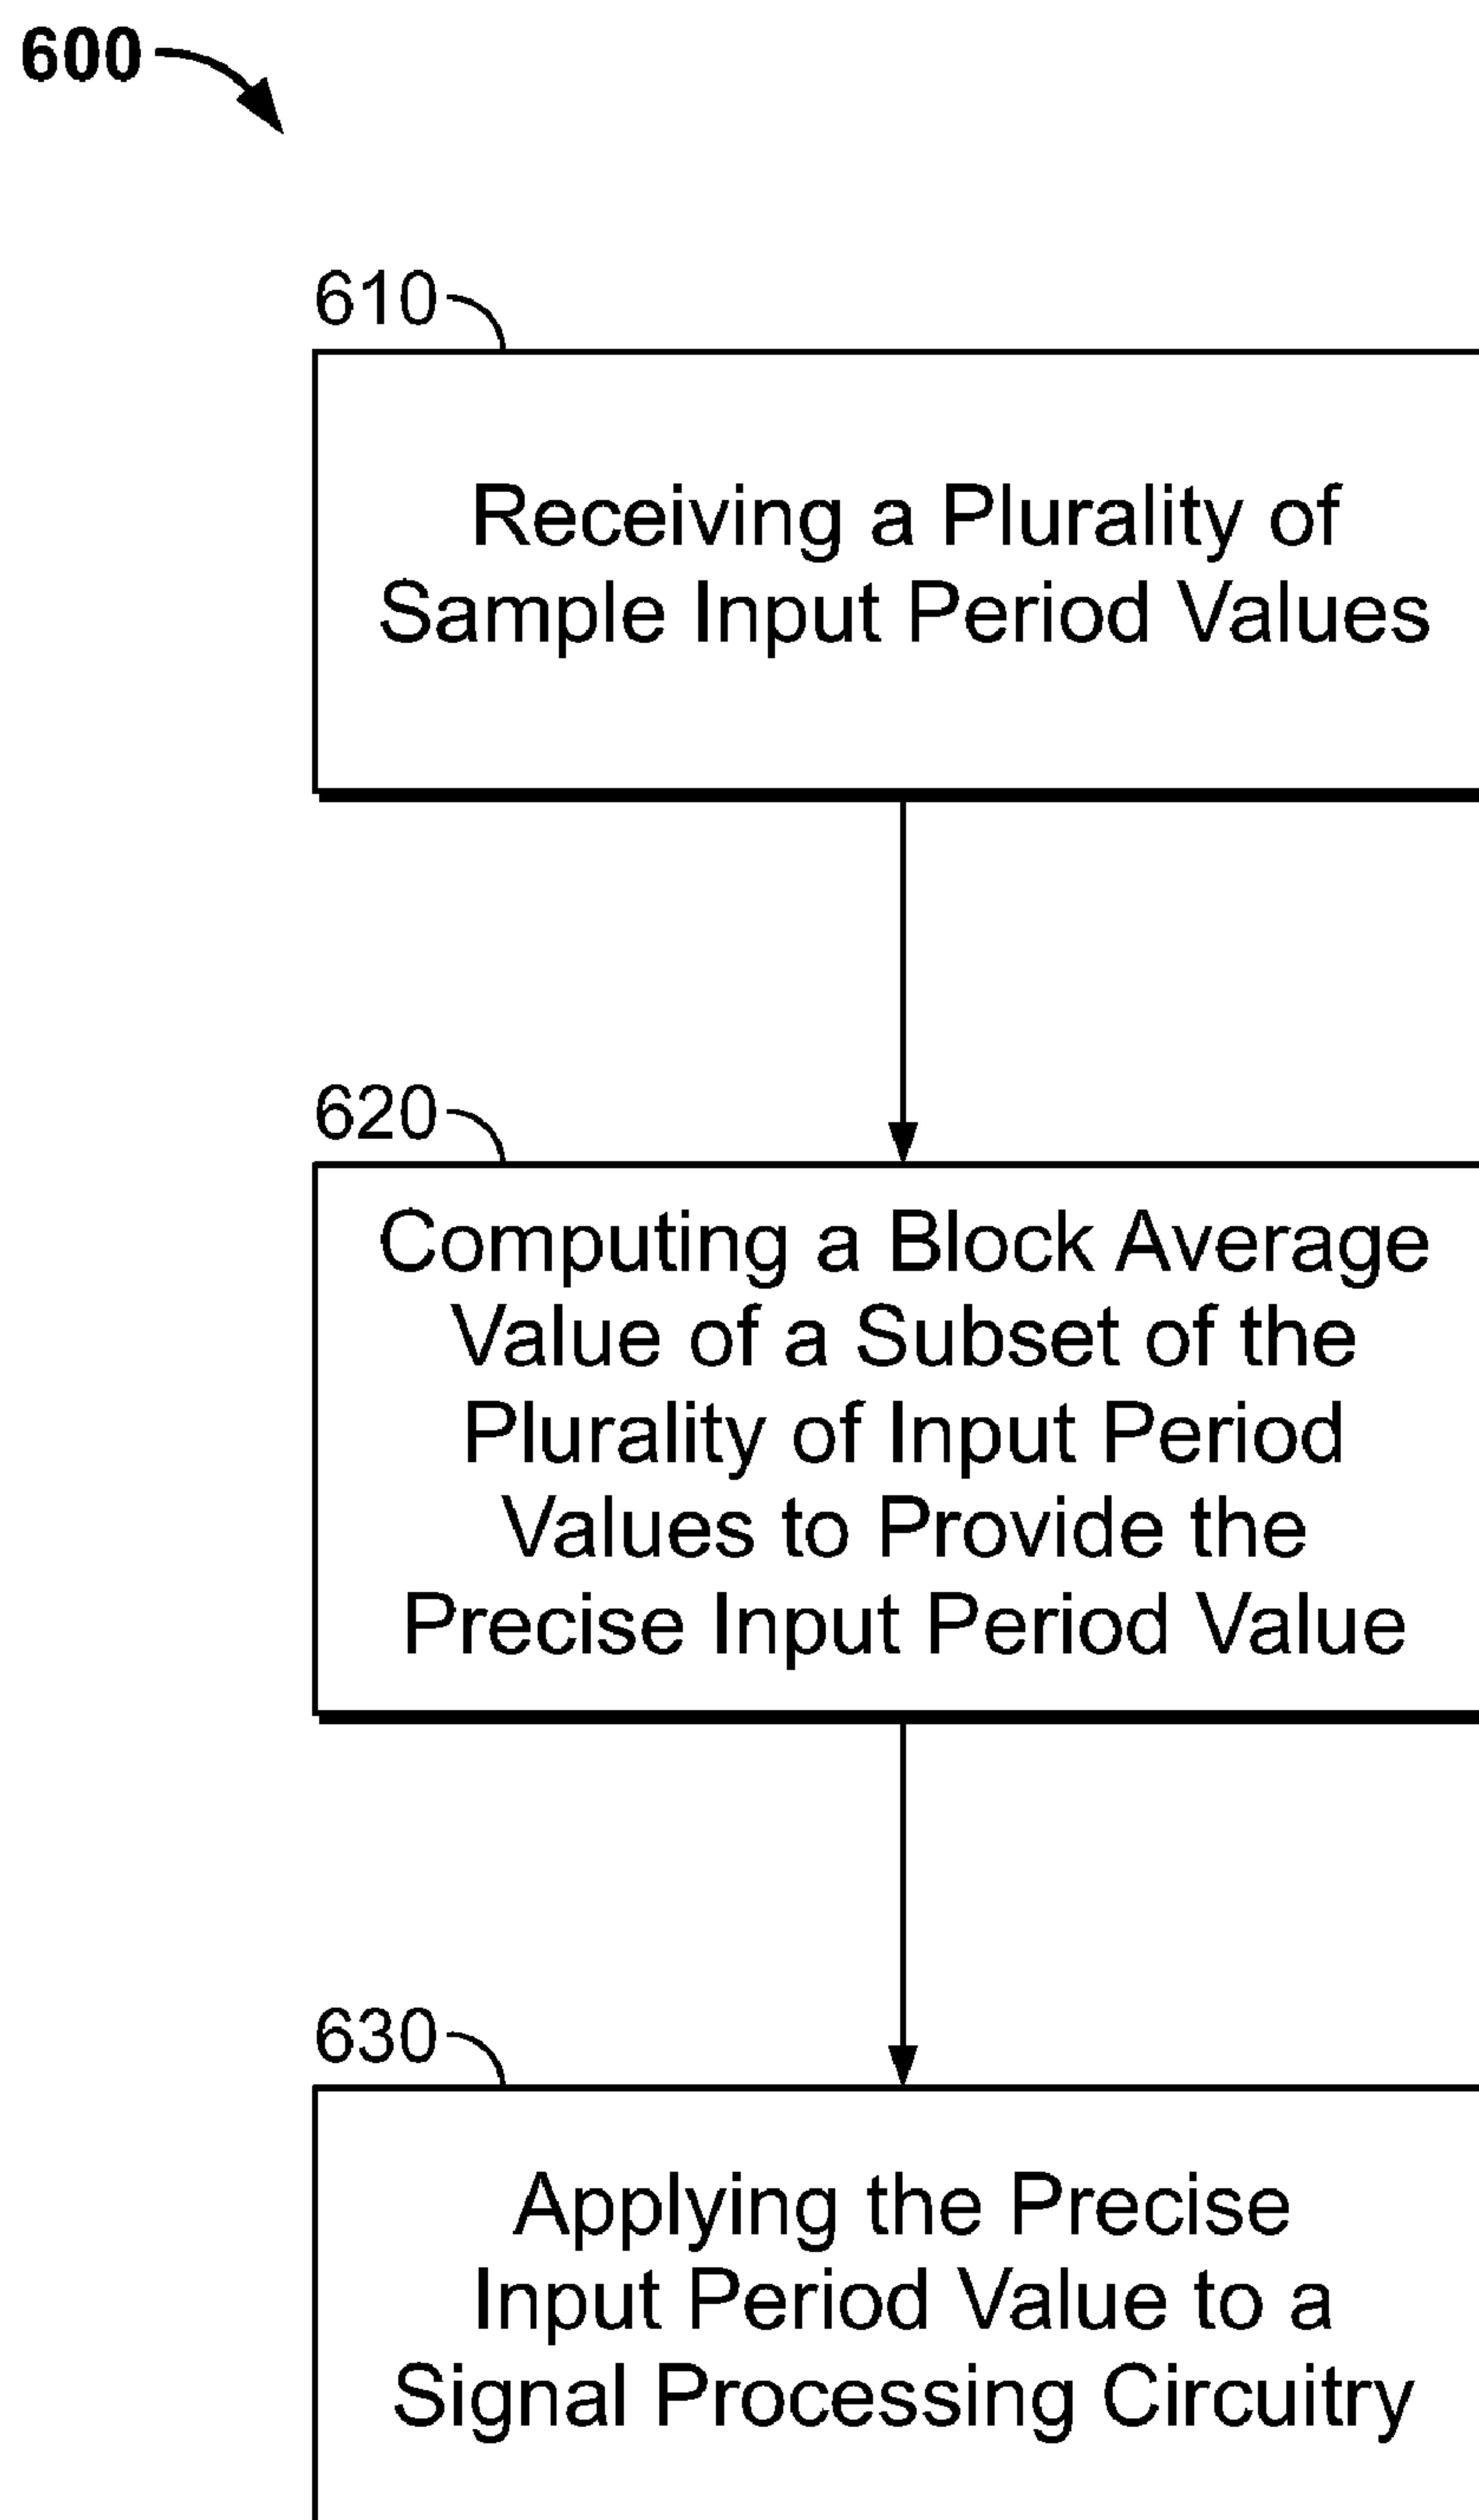 600
610
Receiving a Plurality of
Sample Input Period Values
620
Computing a Block Average
Value of a Subset of the
Plurality of Input Period
Values to Provide the
Precise Input Period Value
630
Applying the Precise
Input Period Value to a
Signal Processing Circuitry